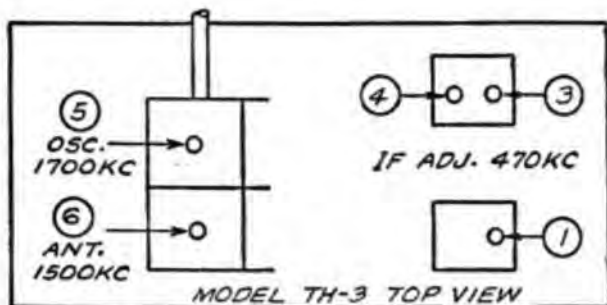 5
OSC.
1700KC
6
ANT.
1500KC
4
3
IF ADJ. 470KC
1
MODEL TH-3 TOP VIEW